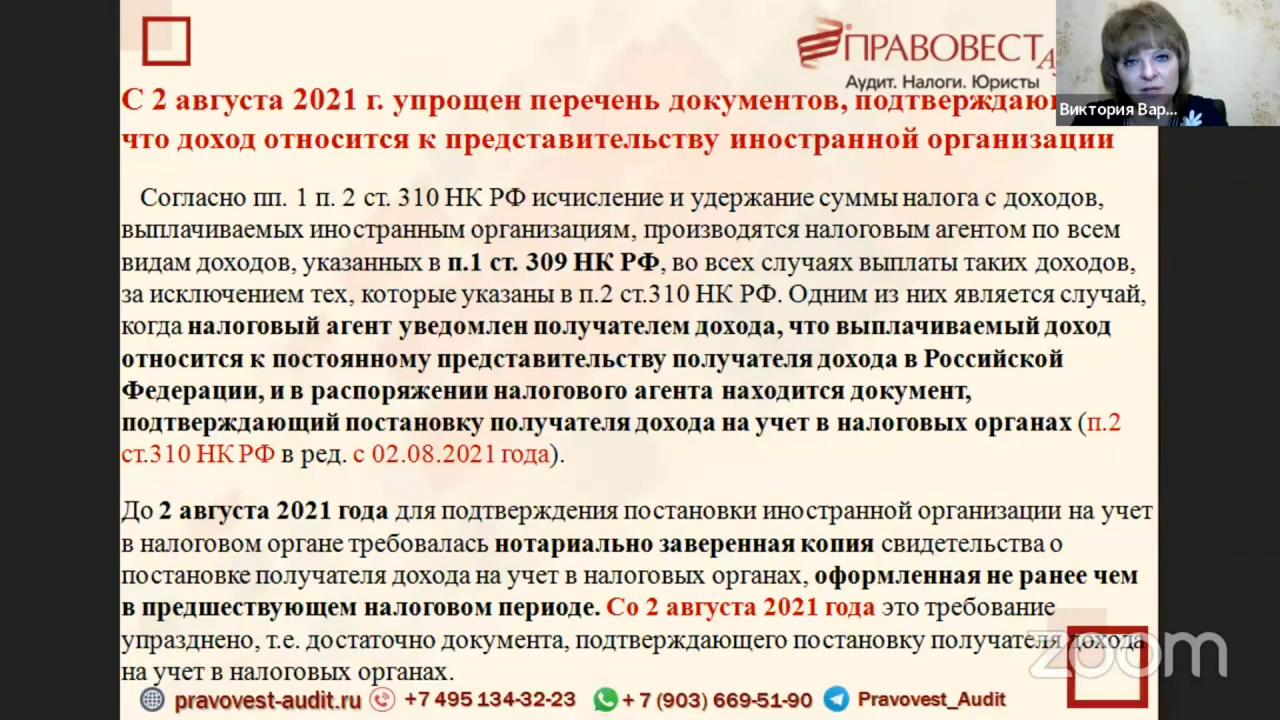 ПРАВОВЕСТ
Аудит. Налоги. Юристы
Виктория Вар...
С 2 августа 2021 г. упрощен перечень документов,
что доход относится к представительству иностранной организации
Согласно пп. 1 п. 2 ст. 310 НК РФ исчисление и удержание суммы налога с доходов,
выплачиваемых иностранным организациям, производятся налоговым агентом по всем
видам доходов, указанных в п.1 ст. 309 НК РФ, во всех случаях выплаты таких доходов,
за исключением тех, которые указаны в п.2 ст.310 НК РФ. Одним из них является случай,
когда налоговый агент уведомлен получателем дохода, что выплачиваемый доход
относится к постоянному представительству получателя дохода в Российской
Федерации, и в распоряжении налогового агента находится документ,
подтверждающий постановку получателя дохода на учет в налоговых органах (п.2
ст.310 НК РФ в ред. с 02.08.2021 года).
До 2 августа 2021 года для подтверждения постановки иностранной организации на учет
в налоговом органе требовалась нотариально заверенная копия свидетельства о
постановке получателя дохода на учет в налоговых органах, оформленная не ранее чем
в предшествующем налоговом периоде. Со 2 августа 2021 года это требование
упразднено, т.е. достаточно документа, подтверждающего постановку получателя дохода
на учет в налоговых органах.
zoom
pravovest-audit.ru +7 495 134-32-23 + 7 (903) 669-51-90 Pravovest_Audit